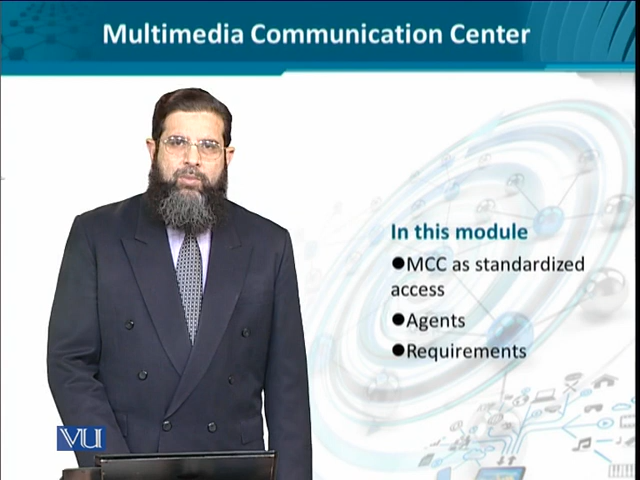 Multimedia Communication Center
In this module
●MCC as standardized
access
●Agents
●Requirements
VU